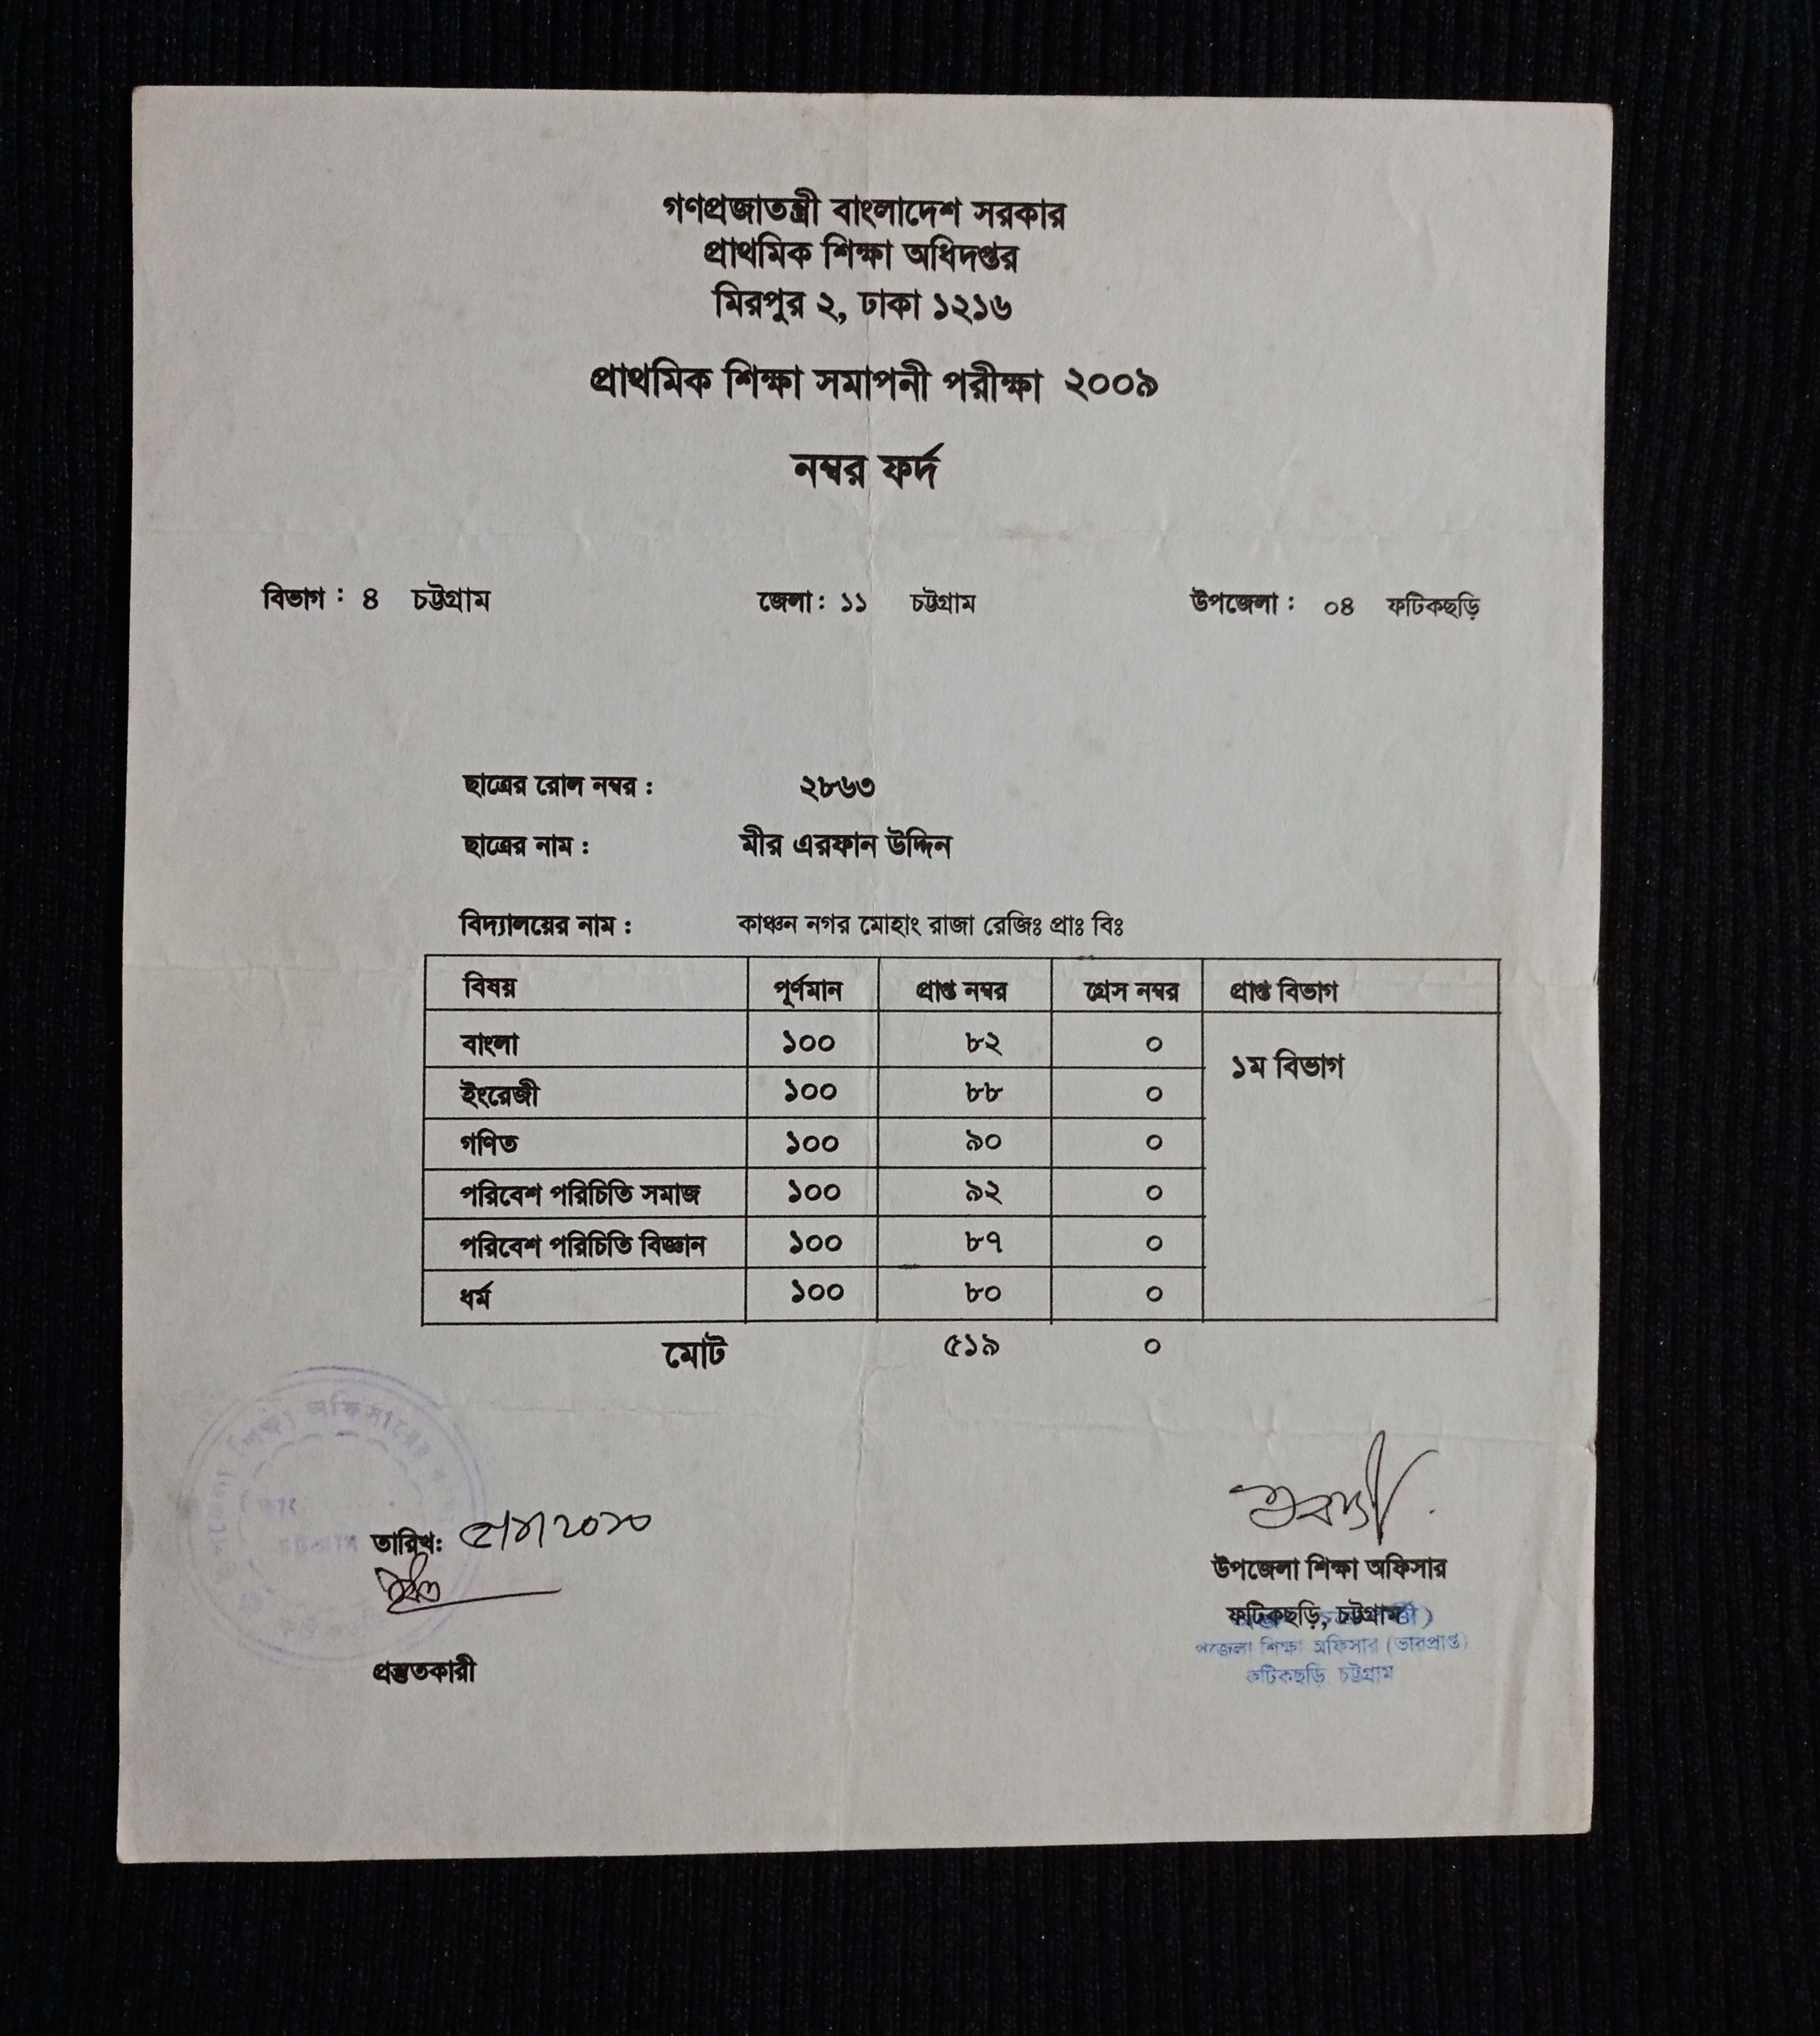 গণপ্রজাতন্ত্রী বাংলাদেশ সরকার
প্রাথমিক শিক্ষা অধিদপ্তর
মিরপুর ২, ঢাকা ১২১৬
প্রাথমিক শিক্ষা সমাপনী পরীক্ষা ২০০৯
নম্বর ফর্দ
বিভাগ : ৪ চট্টগ্রাম জেলা : ১১ চট্টগ্রাম উপজেলা : ০৪ ফটিকছড়ি
ছাত্রের রোল নম্বর : ২৮৬৩
ছাত্রের নাম : মীর এরফান উদ্দিন
বিদ্যালয়ের নাম : কাঞ্চন নগর মোহাং রাজা রেজিঃ প্রাঃ বিঃ
বিষয় পূর্ণমান প্রাপ্ত নম্বর গ্রেস নম্বর প্রাপ্ত বিভাগ
বাংলা ১০০ ৮২ ০ ১ম বিভাগ
ইংরেজী ১০০ ৮৮ ০
গণিত ১০০ ৯০ ০
পরিবেশ পরিচিতি সমাজ ১০০ ৯২ ০
পরিবেশ পরিচিতি বিজ্ঞান ১০০ ৮৭ ০
ধর্ম ১০০ ৮০ ০
মোট ৫১৯ ০
শিক্ষা অফিসারের
তারিখ:
উপজেলা শিক্ষা অফিসার
ফটিকছড়ি, চট্টগ্রাম
শিক্ষা অফিসার (ভারপ্রাপ্ত)
ফটিকছড়ি চট্টগ্রাম
প্রস্তুতকারী